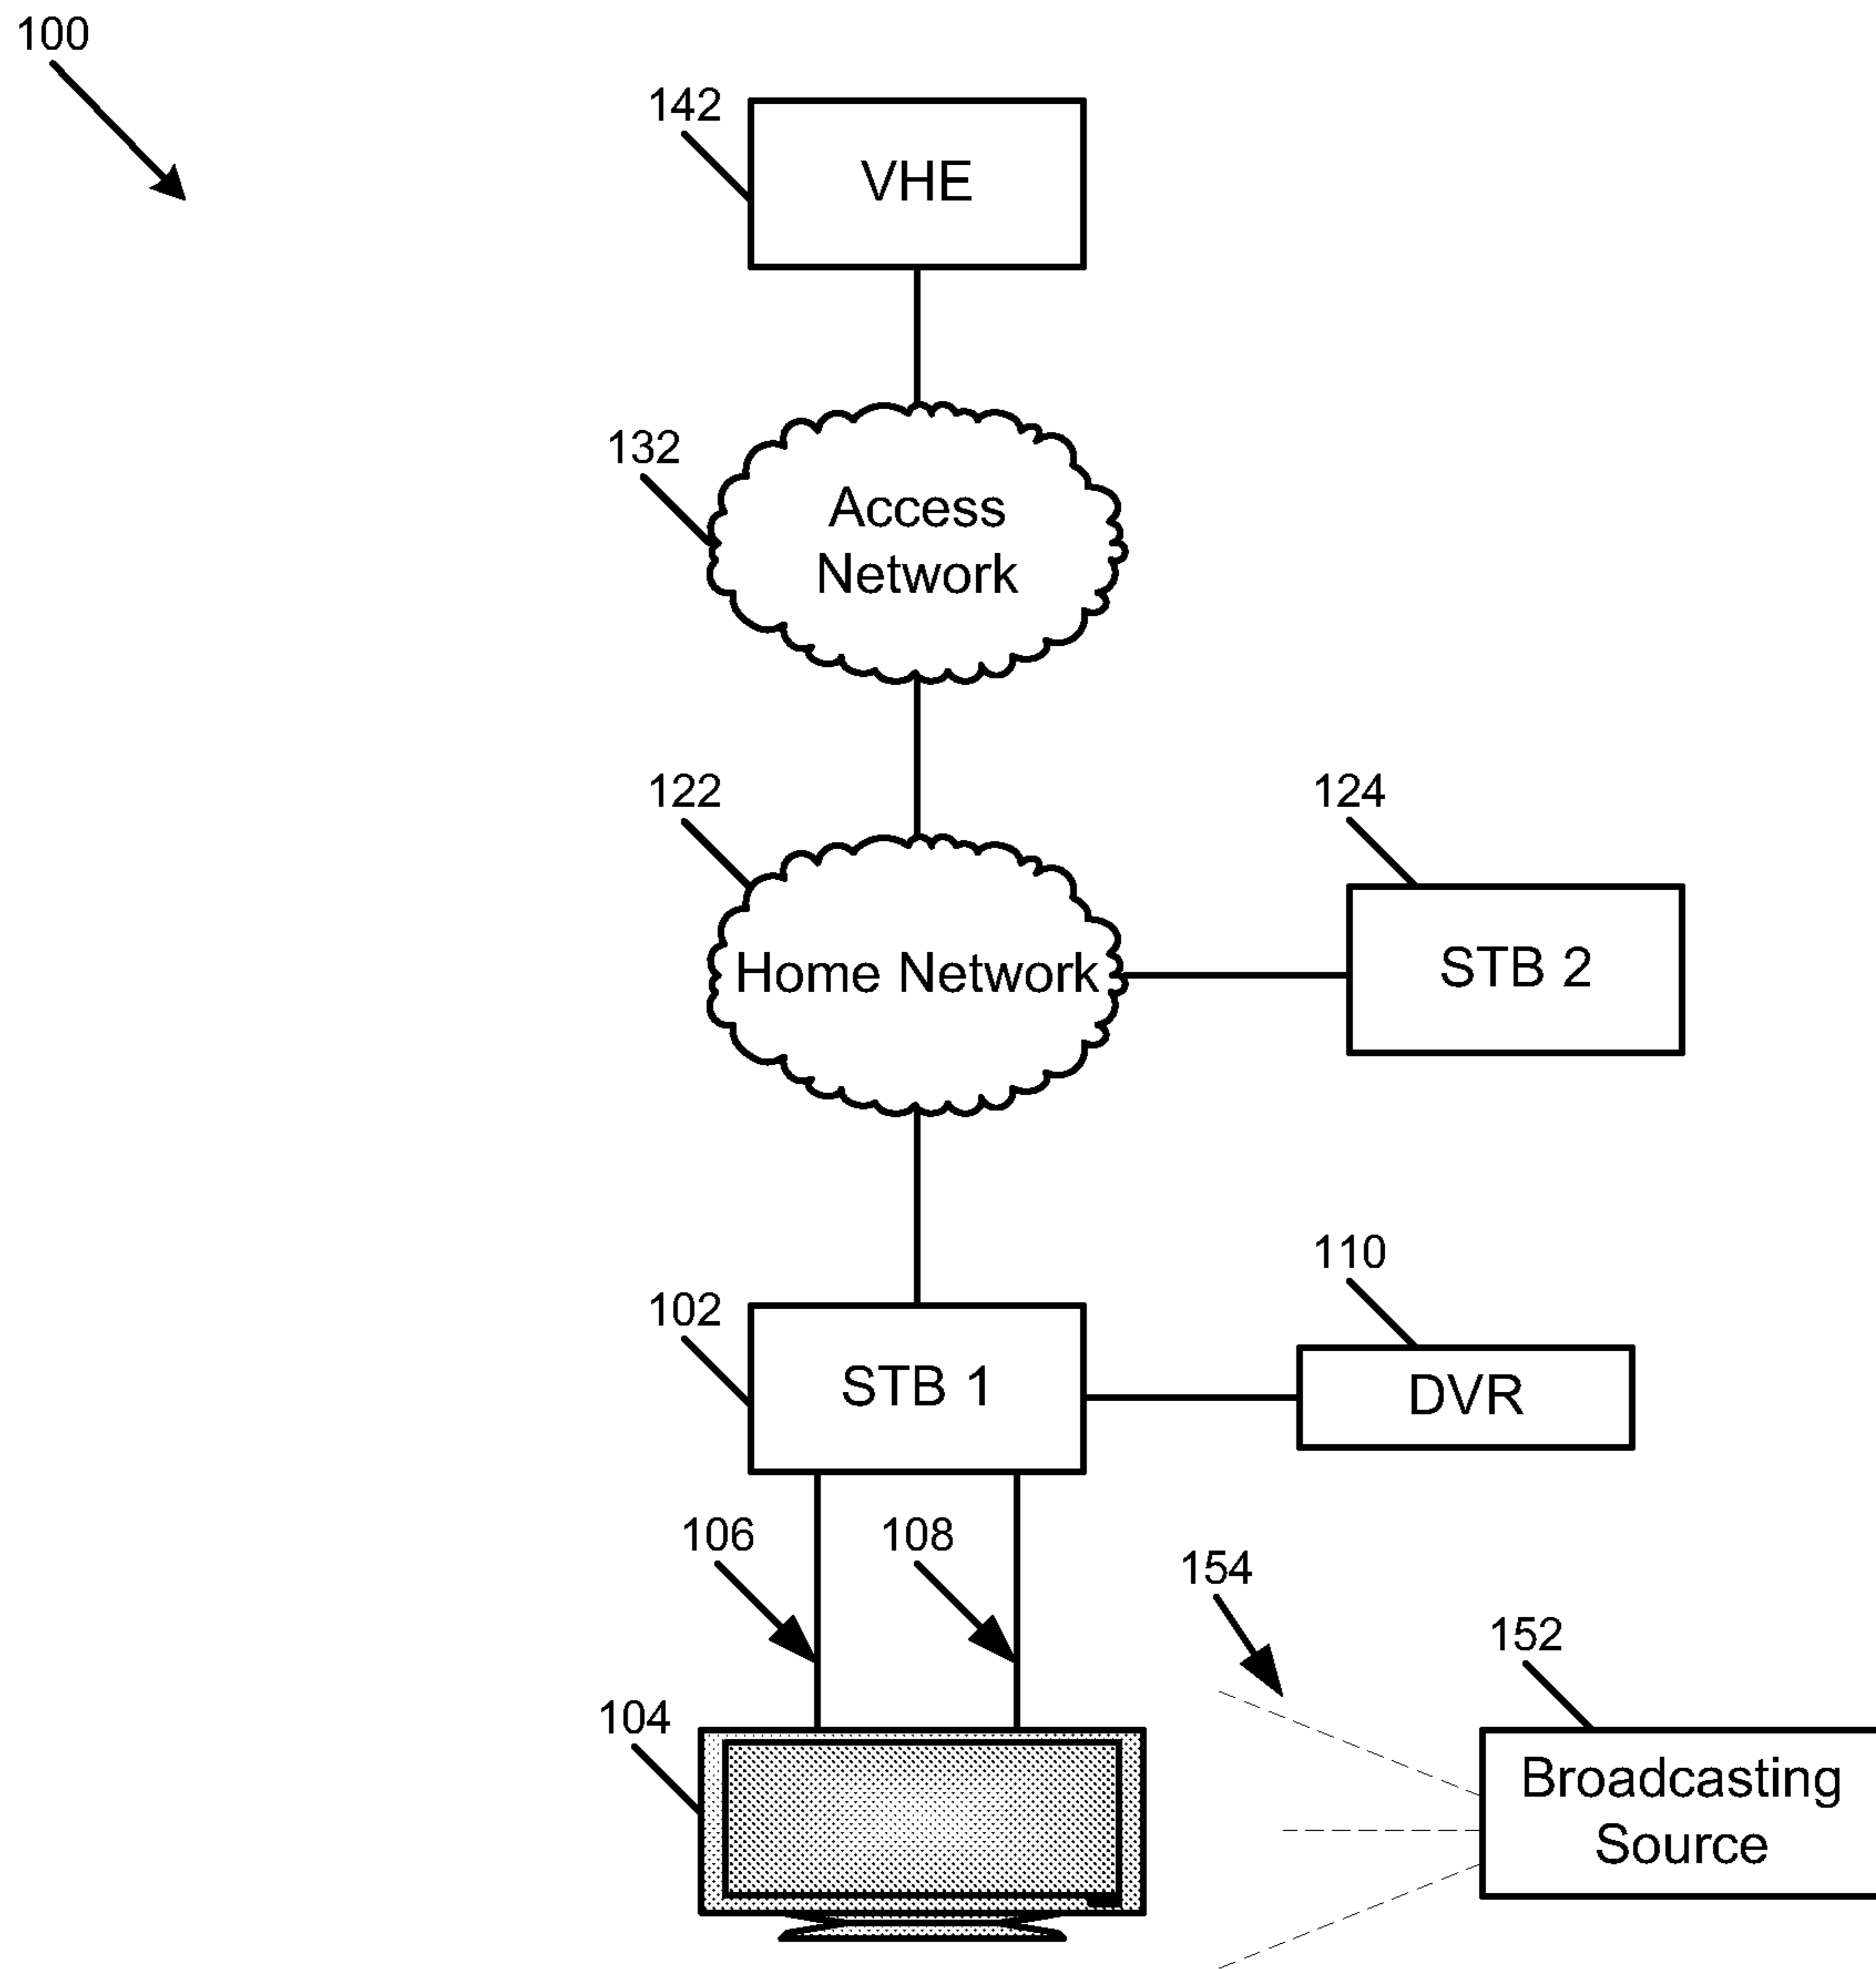 100
142
VHE
132
Access
Network
122
124
Home Network
STB 2
110
102
STB 1
DVR
106
108
154
152
104
Broadcasting
Source